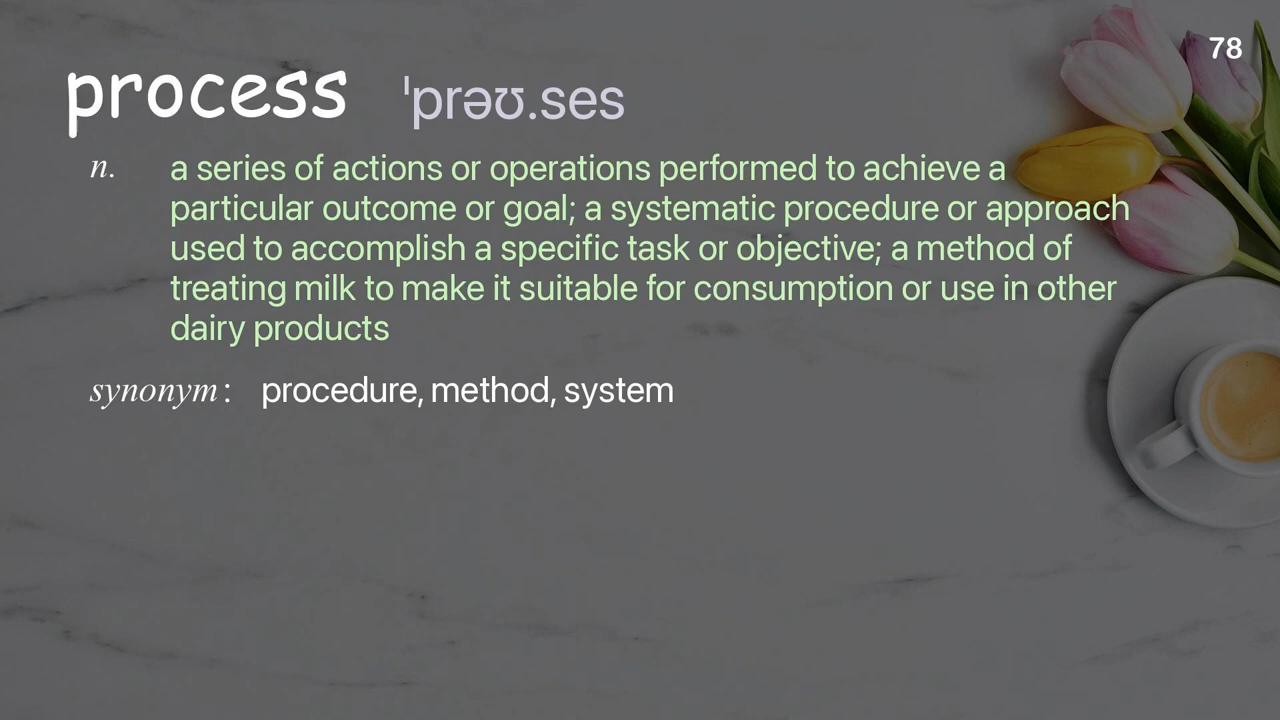 78
process ˈprəʊ.ses
n. a series of actions or operations performed to achieve a
particular outcome or goal; a systematic procedure or approach
used to accomplish a specific task or objective; a method of
treating milk to make it suitable for consumption or use in other
dairy products
synonym: procedure, method, system